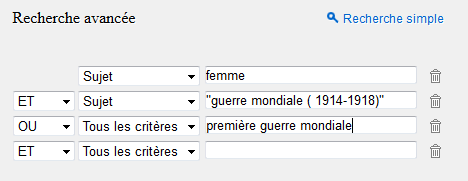 Recherche avancée Recherche simple
Sujet femme
ET Sujet "guerre mondiale ( 1914-1918)"
OU Tous les critères première guerre mondiale
ET Tous les critères